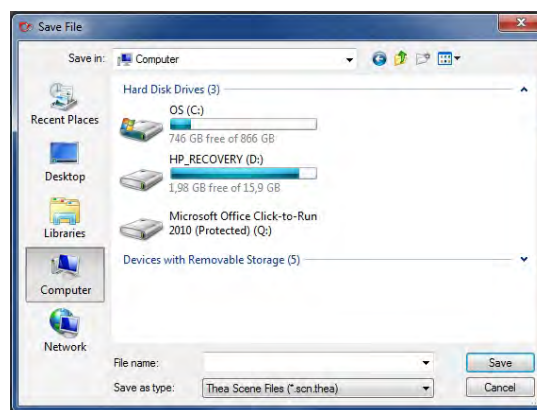 Save File
Save in:
Computer
Recent Places
Desktop
Libraries
Computer
Network
Hard Disk Drives (3)
OS (C:)
746 GB free of 866 GB
HP_RECOVERY (D:)
1,98 GB free of 15,9 GB
Microsoft Office Click-to-Run
2010 (Protected) (Q:)
Devices with Removable Storage (5)
File name:
Save
Save as type:
Thea Scene Files (*.scn.thea)
Cancel